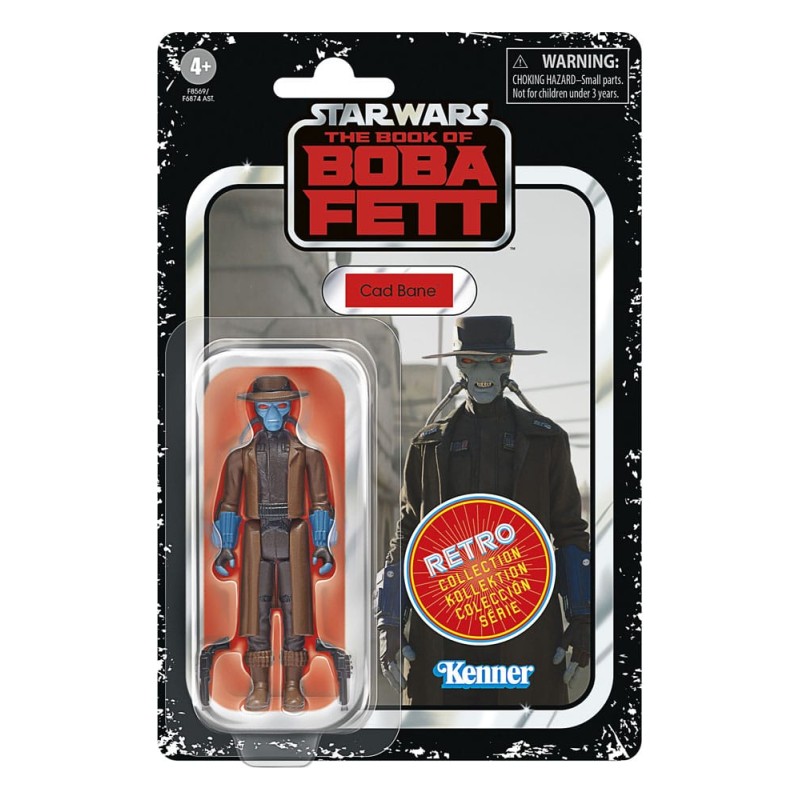 4+
F8569/
F6874 AST.
⚠ WARNING:
CHOKING HAZARD–Small parts.
Not for children under 3 years.
STAR WARS
THE BOOK OF
BOBA
FETT
™
Cad Bane
RETRO
COLLECTION
KOLLEKTION
COLECCIÓN
SÉRIE
Kenner